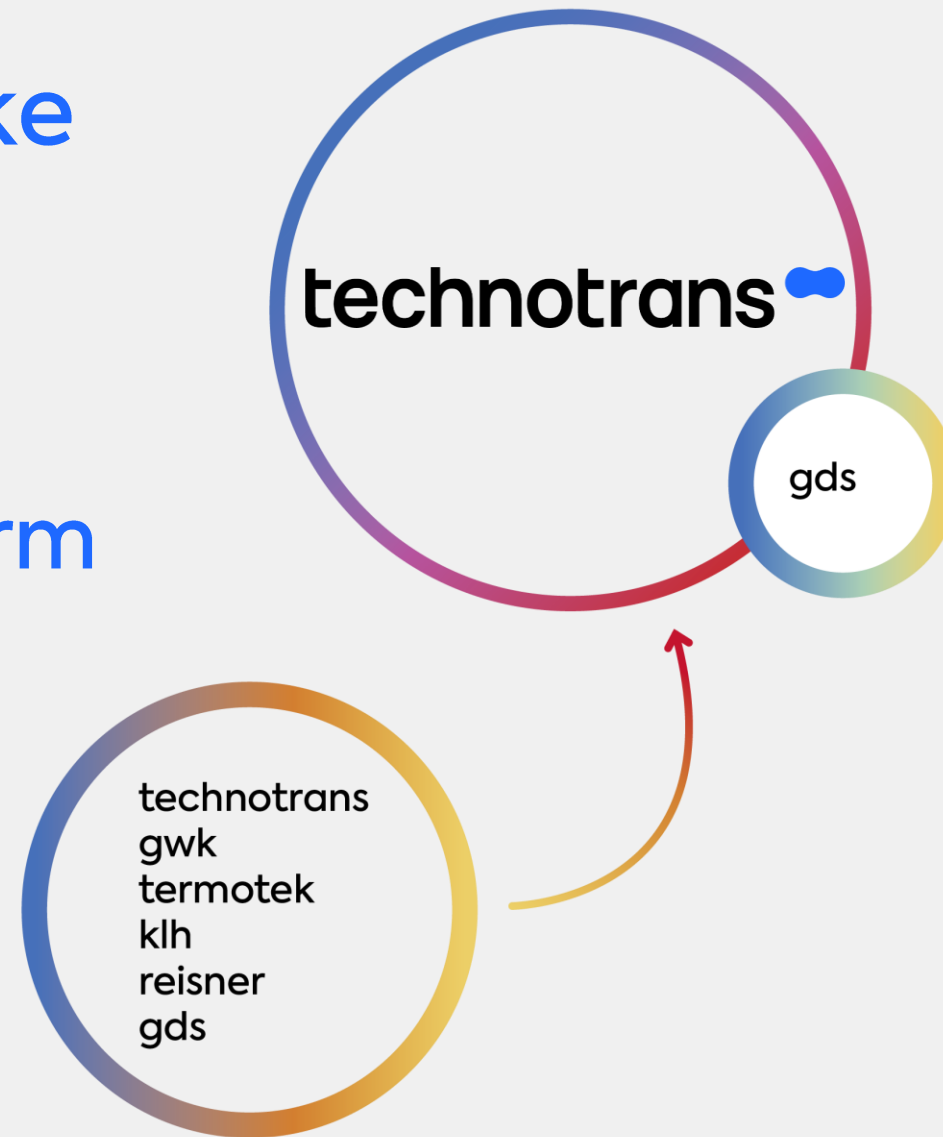 ke
technotrans
gds
rm
technotrans
gwk
termotek
klh
reisner
gds